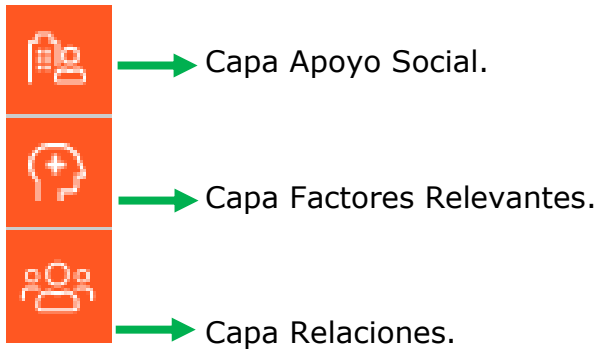 Capa Apoyo Social.
Capa Factores Relevantes.
Capa Relaciones.